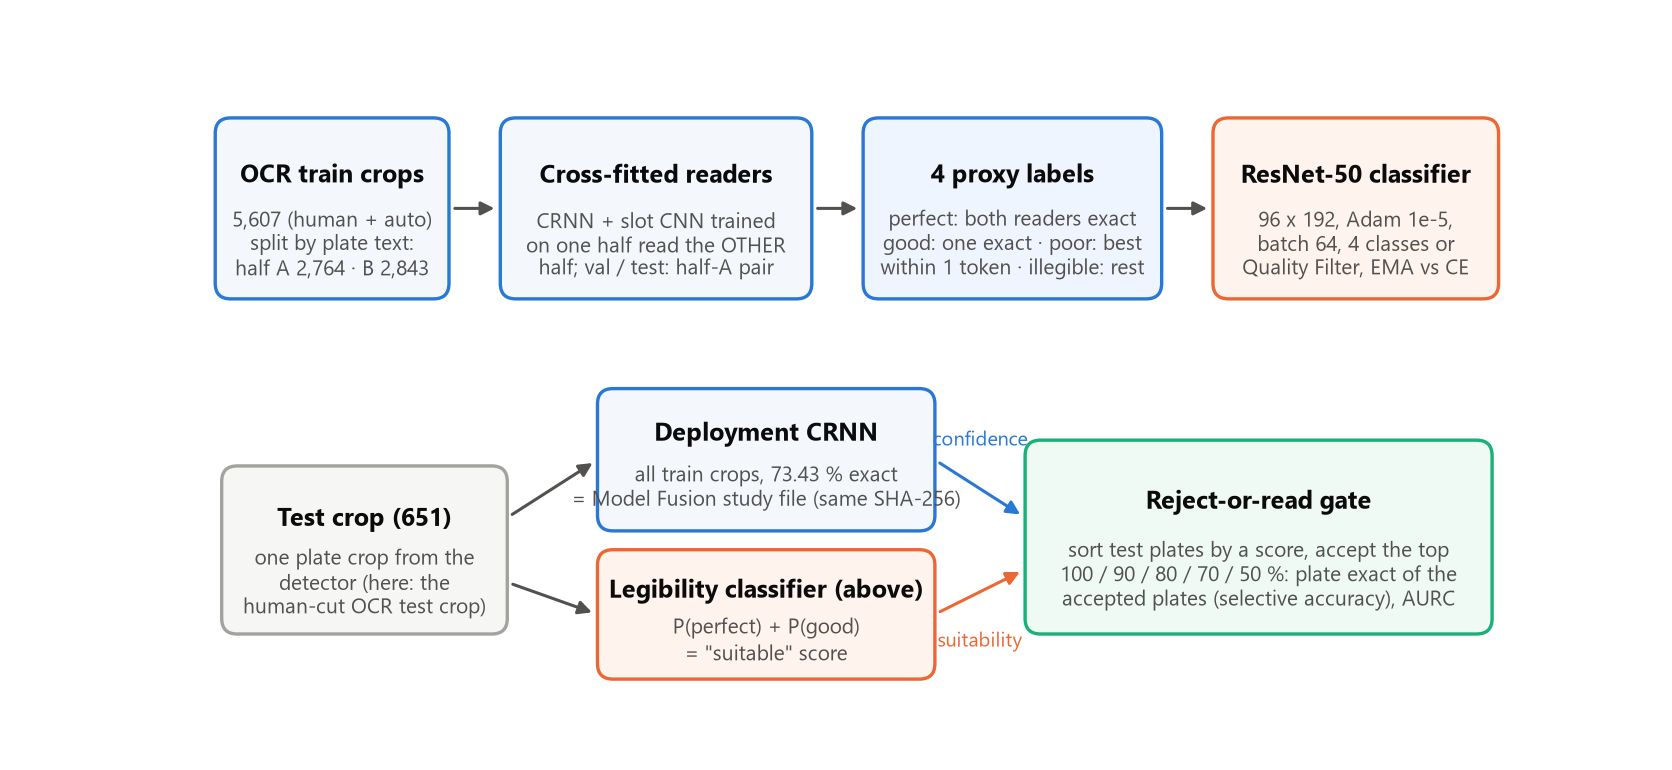 OCR train crops
5,607 (human + auto)
split by plate text:
half A 2,764 · B 2,843
Cross-fitted readers
CRNN + slot CNN trained
on one half read the OTHER
half; val / test: half-A pair
4 proxy labels
perfect: both readers exact
good: one exact · poor: best
within 1 token · illegible: rest
ResNet-50 classifier
96 x 192, Adam 1e-5,
batch 64, 4 classes or
Quality Filter, EMA vs CE
Test crop (651)
one plate crop from the
detector (here: the
human-cut OCR test crop)
Deployment CRNN
all train crops, 73.43 % exact
= Model Fusion study file (same SHA-256)
confidence
Legibility classifier (above)
P(perfect) + P(good)
= "suitable" score
suitability
Reject-or-read gate
sort test plates by a score, accept the top
100 / 90 / 80 / 70 / 50 %: plate exact of the
accepted plates (selective accuracy), AURC